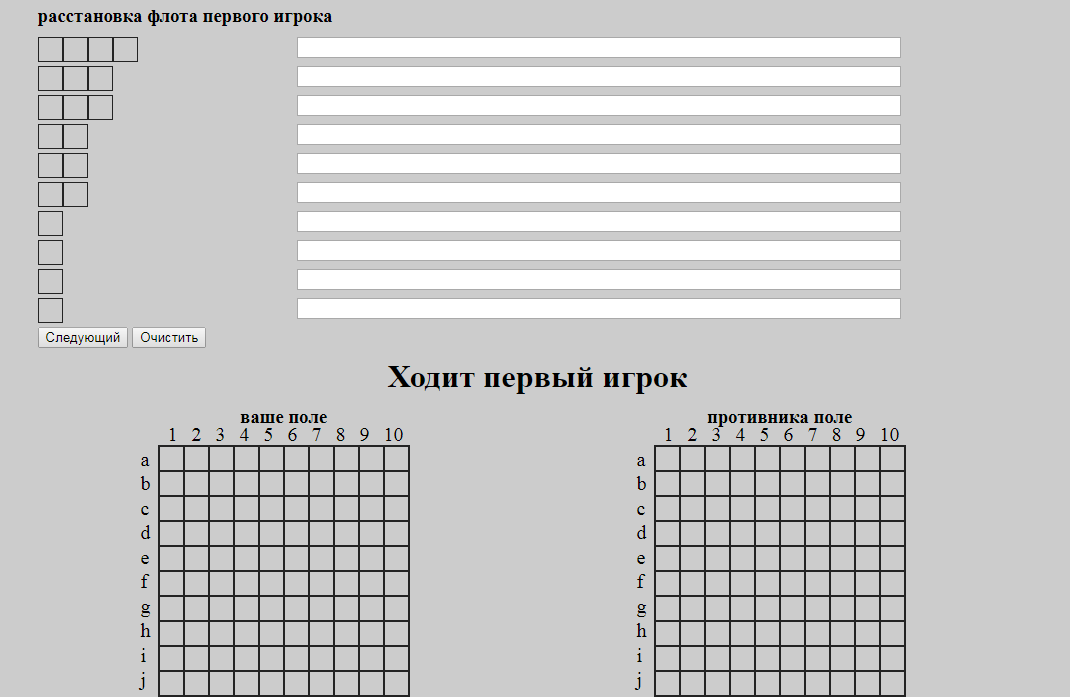 расстановка флота первого игрока
Следующий Очистить
Ходит первый игрок
ваше поле противника поле
1 2 3 4 5 6 7 8 9 10 1 2 3 4 5 6 7 8 9 10
a a
b b
c c
d d
e e
f f
g g
h h
i i
j j